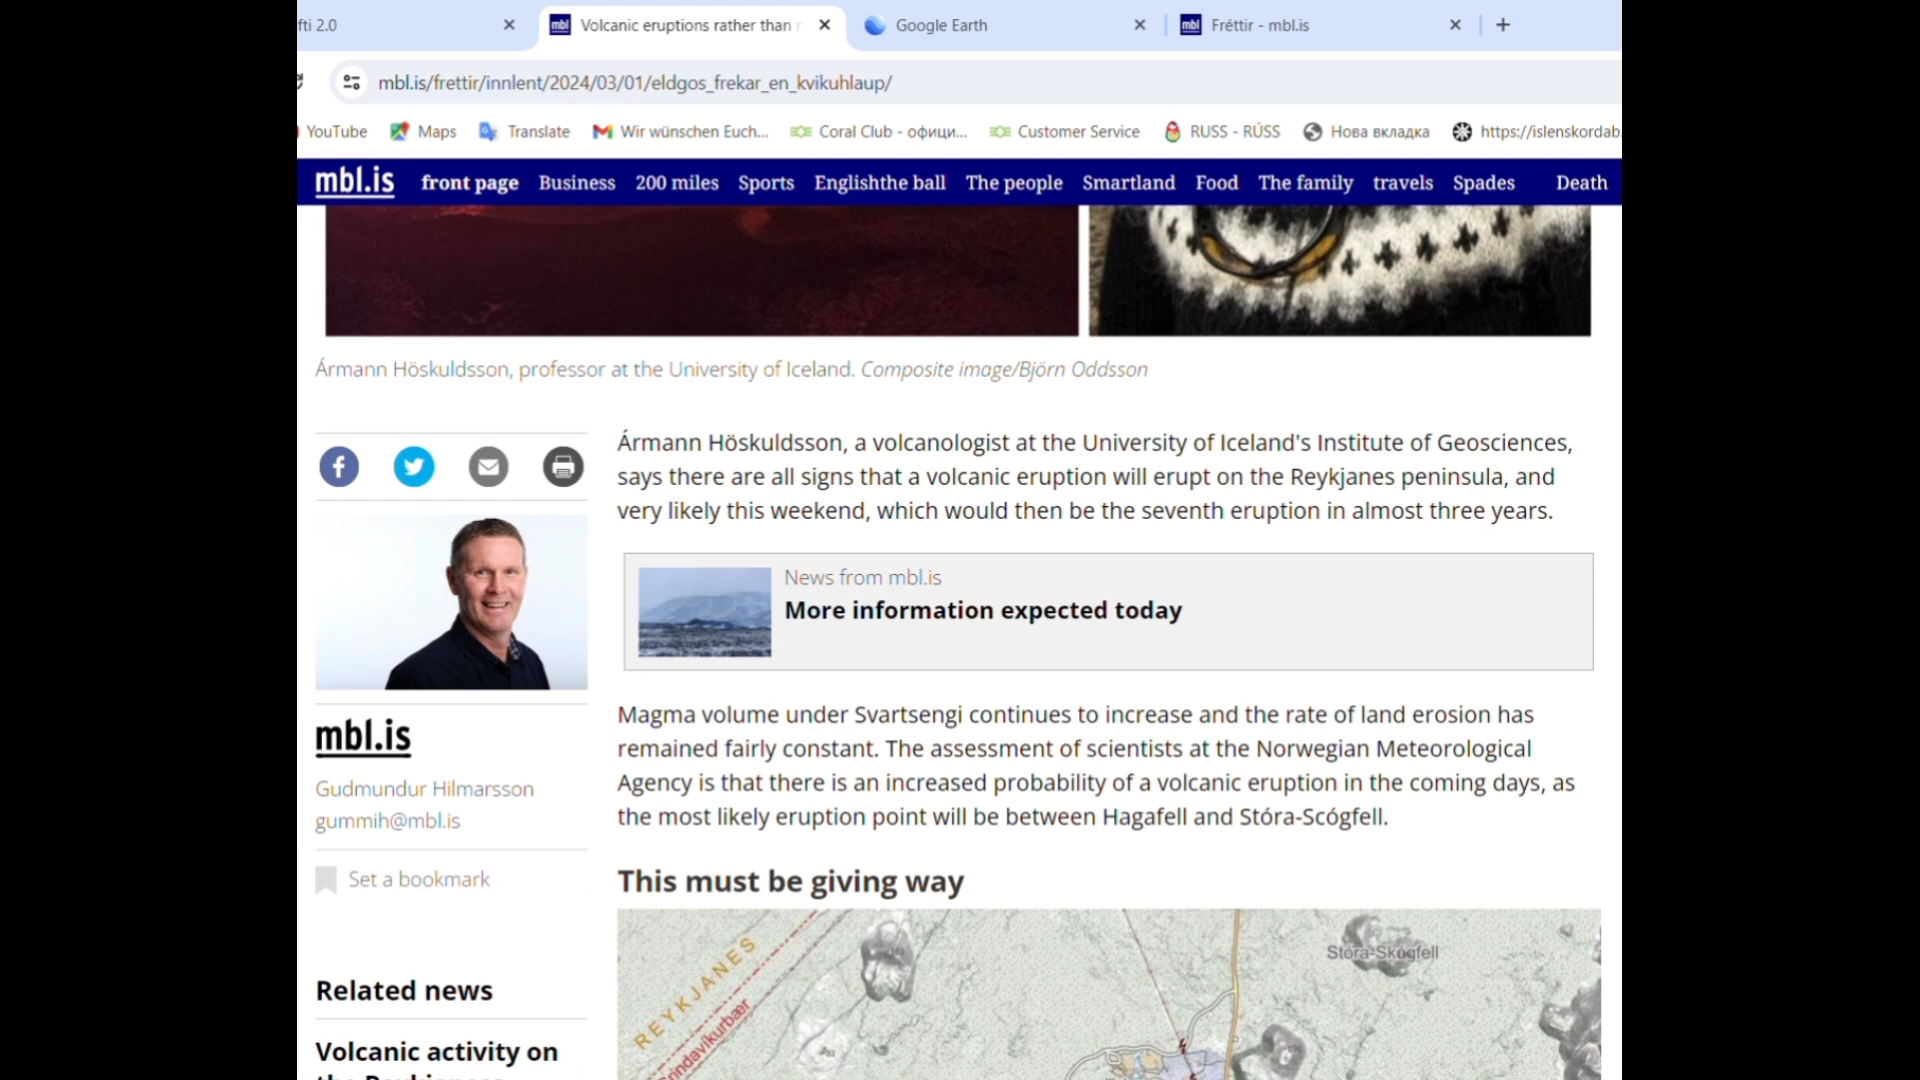 fti 2.0
Volcanic eruptions rather than
Google Earth
Fréttir - mbl.is
mbl.is/frettir/innlent/2024/03/01/eldgos_frekar_en_kvikuhlaup/
YouTube Maps Translate Wir wünschen Euch... Coral Club - офици... Customer Service RUSS - RÚSS Нова вкладка https://islenskordab
mbl.is front page Business 200 miles Sports Englishthe ball The people Smartland Food The family travels Spades Death
Ármann Höskuldsson, professor at the University of Iceland. Composite image/Björn Oddsson
Ármann Höskuldsson, a volcanologist at the University of Iceland's Institute of Geosciences,
says there are all signs that a volcanic eruption will erupt on the Reykjanes peninsula, and
very likely this weekend, which would then be the seventh eruption in almost three years.
News from mbl.is
More information expected today
mbl.is
Gudmundur Hilmarsson
gummih@mbl.is
Set a bookmark
Magma volume under Svartsengi continues to increase and the rate of land erosion has
remained fairly constant. The assessment of scientists at the Norwegian Meteorological
Agency is that there is an increased probability of a volcanic eruption in the coming days, as
the most likely eruption point will be between Hagafell and Stóra-Scógfell.
This must be giving way
Stóra-Skógfell
REYKJANES
Related news
Volcanic activity on